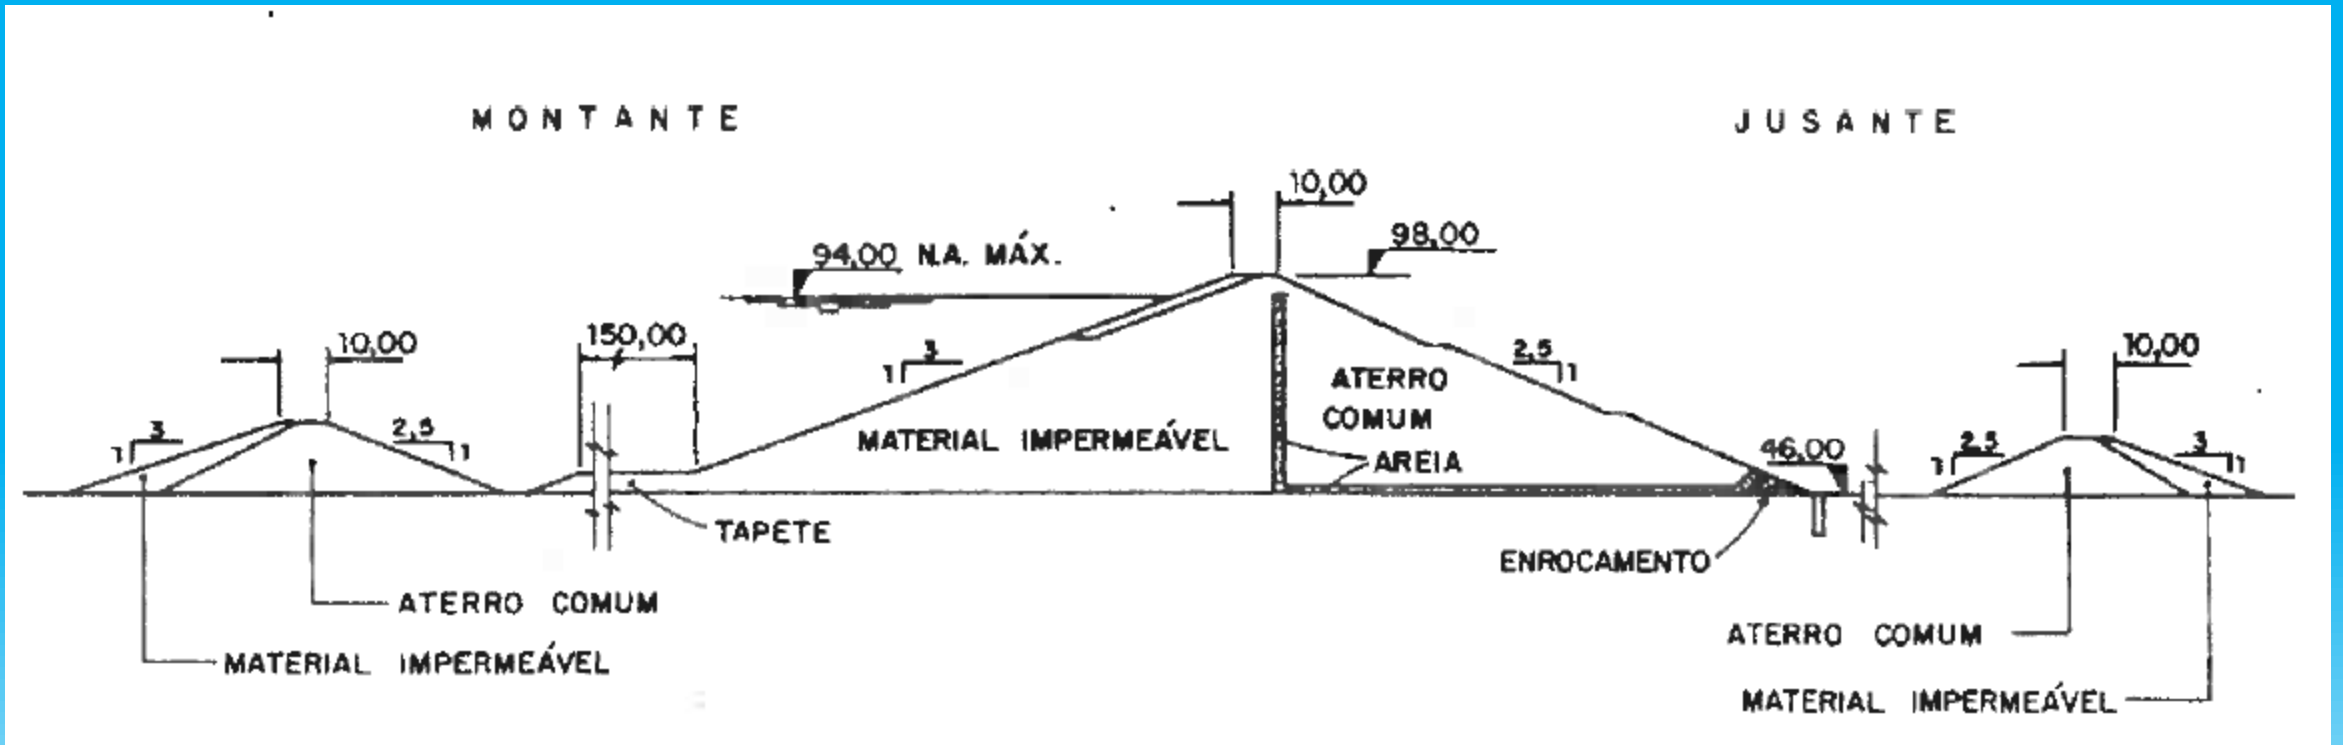 MONTANTE
JUSANTE
10,00
98,00
94,00 N.A. MÁX.
150,00
10,00
10,00
3
1
2,5
1
3
1
2,5
1
2,5
1
3
1
ATERRO
COMUM
MATERIAL IMPERMEÁVEL
AREIA
46,00
TAPETE
ENROCAMENTO
ATERRO COMUM
MATERIAL IMPERMEÁVEL
ATERRO COMUM
MATERIAL IMPERMEÁVEL